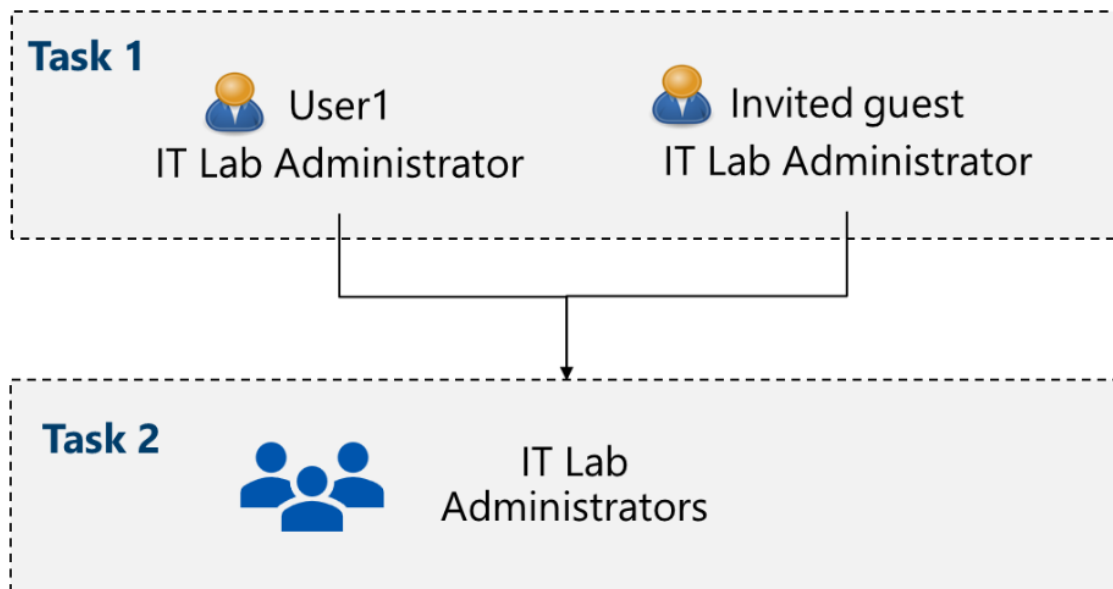 Task 1
User1
IT Lab Administrator
Invited guest
IT Lab Administrator
Task 2
IT Lab
Administrators